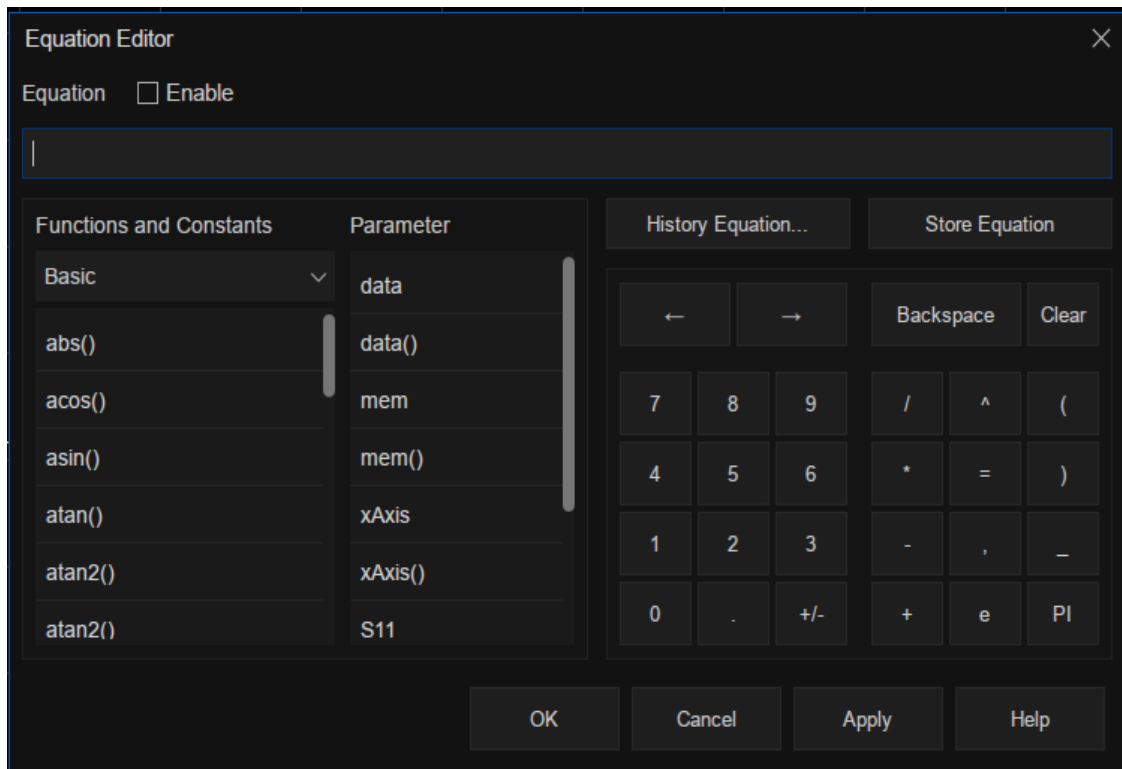 Equation Editor
Equation Enable
Functions and Constants
Basic
abs()
acos()
asin()
atan()
atan2()
atan2()
Parameter
data
data()
mem
mem()
xAxis
xAxis()
S11
History Equation... Store Equation
← → Backspace Clear
7 8 9 / ^ (
4 5 6 * = )
1 2 3 - , _
0 . +/- + e PI
OK Cancel Apply Help